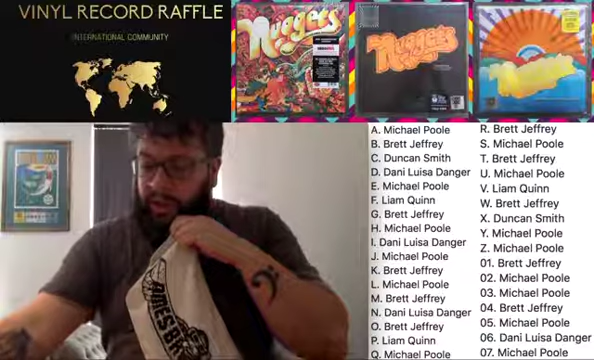 VINYL RECORD RAFFLE
INTERNATIONAL COMMUNITY
Nuggets
Nuggets
A. Michael Poole
B. Brett Jeffrey
C. Duncan Smith
D. Dani Luisa Danger
E. Michael Poole
F. Liam Quinn
G. Brett Jeffrey
H. Michael Poole
I. Dani Luisa Danger
J. Michael Poole
K. Brett Jeffrey
L. Michael Poole
M. Brett Jeffrey
N. Dani Luisa Danger
O. Brett Jeffrey
P. Liam Quinn
Q. Michael Poole
R. Brett Jeffrey
S. Michael Poole
T. Brett Jeffrey
U. Michael Poole
V. Liam Quinn
W. Brett Jeffrey
X. Duncan Smith
Y. Michael Poole
Z. Michael Poole
01. Brett Jeffrey
02. Michael Poole
03. Michael Poole
04. Brett Jeffrey
05. Michael Poole
06. Dani Luisa Danger
07. Michael Poole